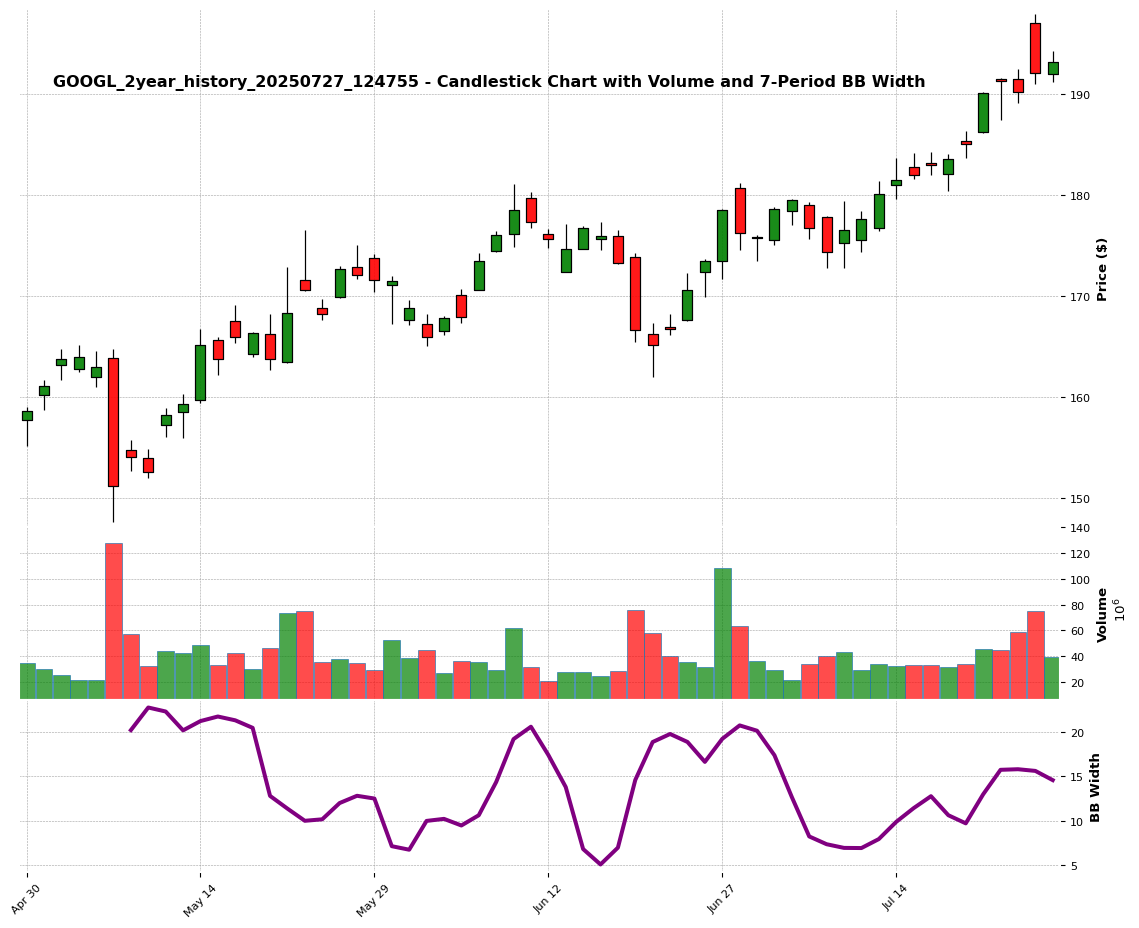 GOOGL_2year_history_20250727_124755 - Candlestick Chart with Volume and 7-Period BB Width
190
180
170
160
150
Price ($)
140
120
100
80
60
40
20
Volume
10^6
20
15
10
5
BB Width
Apr 30
May 14
May 29
Jun 12
Jun 27
Jul 14